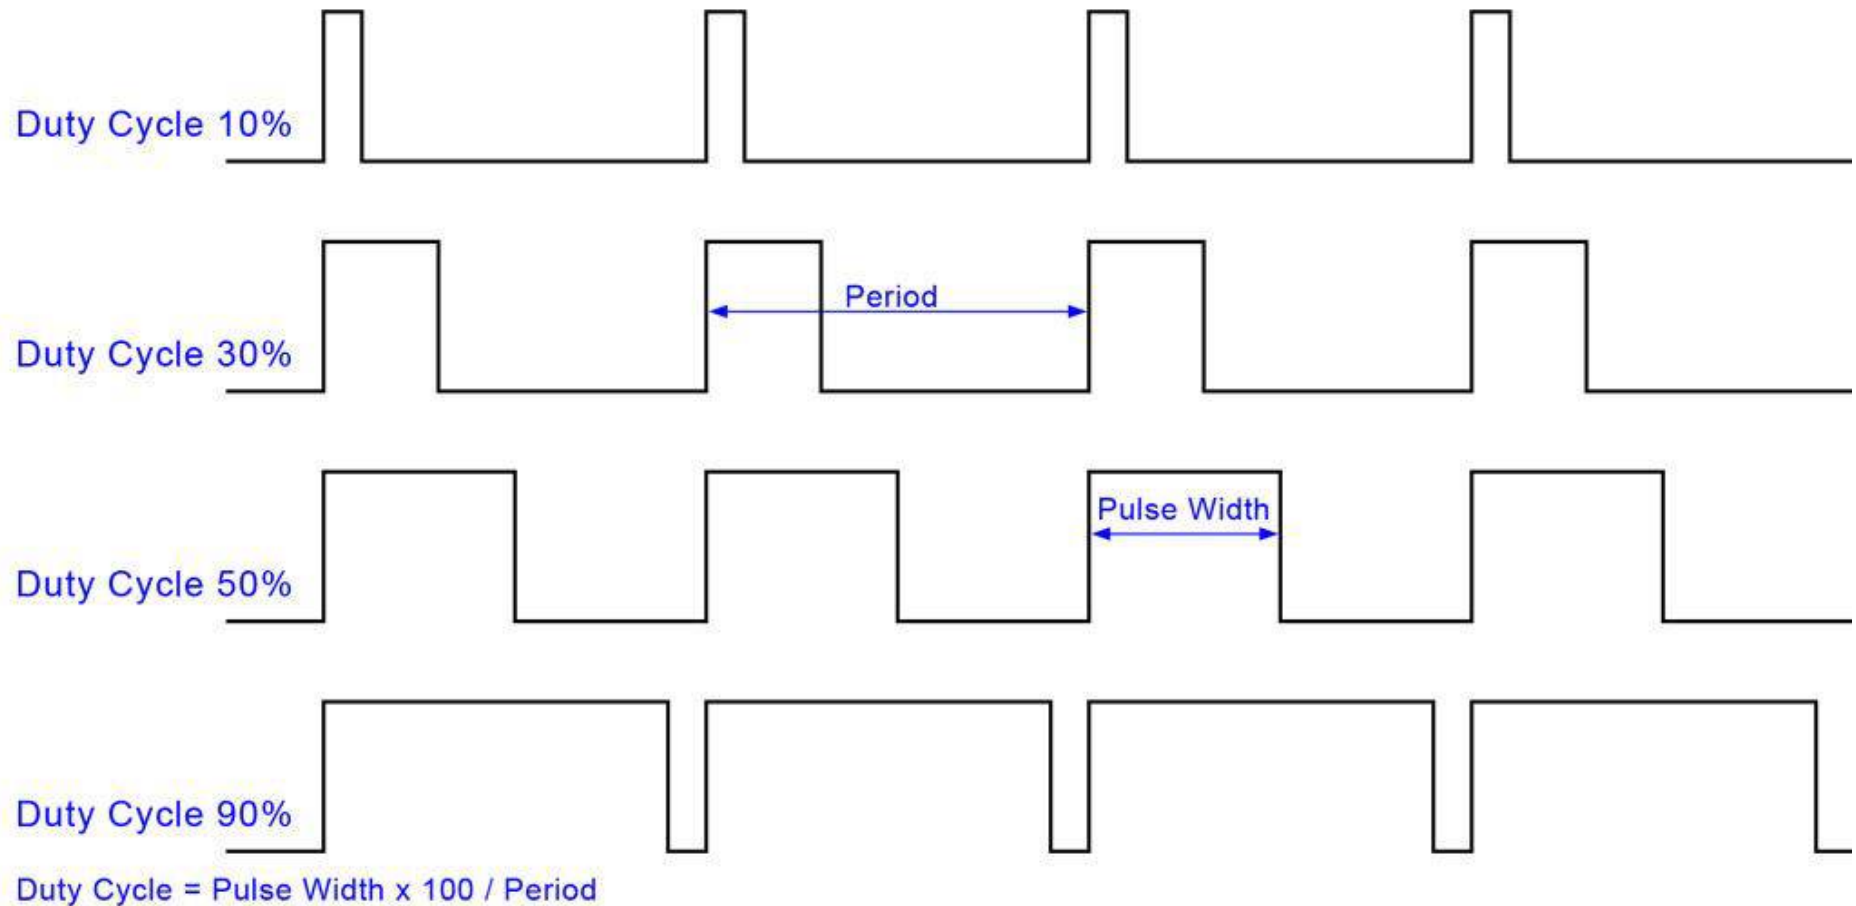 Duty Cycle 10%
Period
Duty Cycle 30%
Pulse Width
Duty Cycle 50%
Duty Cycle 90%
Duty Cycle = Pulse Width x 100 / Period